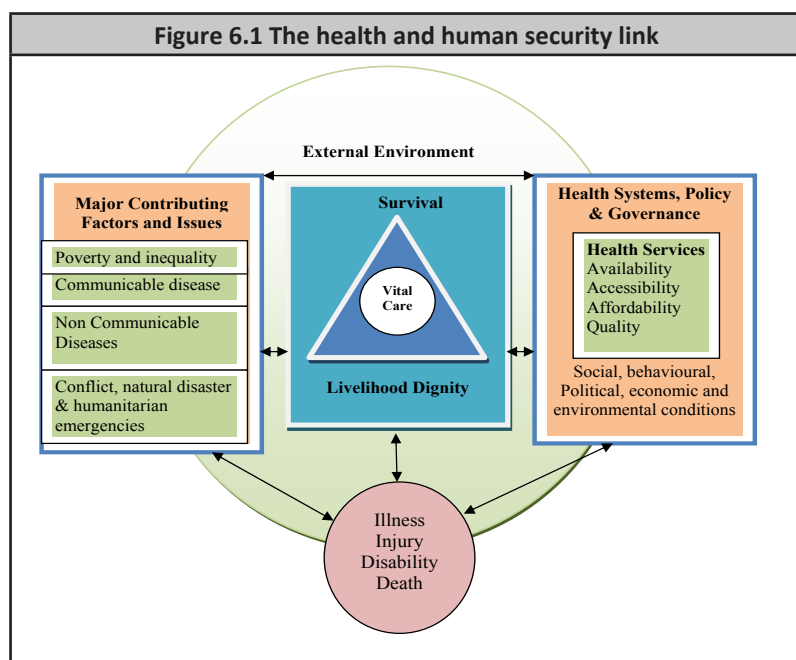 Figure 6.1 The health and human security link
External Environment
Major Contributing
Factors and Issues
Poverty and inequality
Communicable disease
Non Communicable
Diseases
Conflict, natural disaster
& humanitarian
emergencies
Survival
Vital
Care
Livelihood Dignity
Health Systems, Policy
& Governance
Health Services
Availability
Accessibility
Affordability
Quality
Social, behavioural,
Political, economic and
environmental conditions
Illness
Injury
Disability
Death